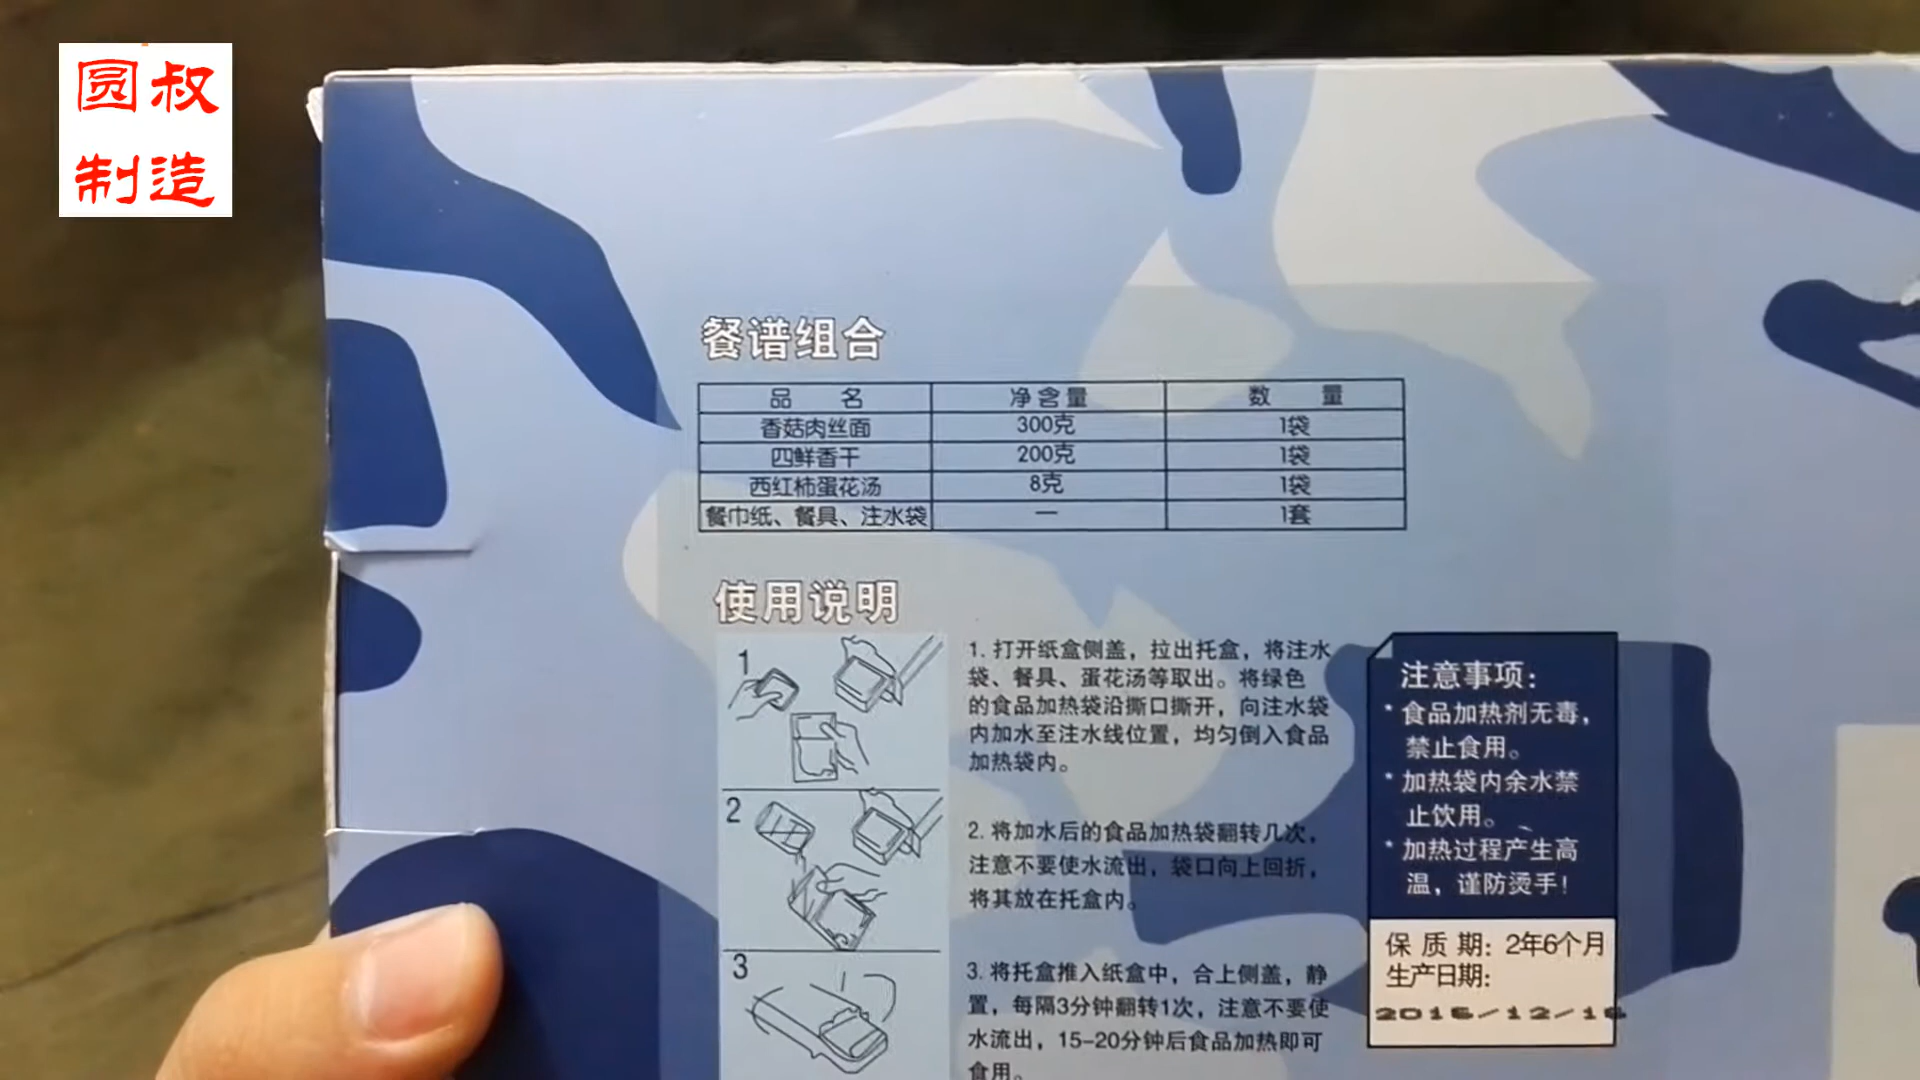 圆叔
制造
餐谱组合
品 名 净含量 数 量
香菇肉丝面 300克 1袋
四鲜香干 200克 1袋
西红柿蛋花汤 8克 1袋
餐巾纸、餐具、注水袋 — 1套
使用说明
1
1. 打开纸盒侧盖，拉出托盒，将注水
袋、餐具、蛋花汤等取出。将绿色
的食品加热袋沿撕口撕开，向注水袋
内加水至注水线位置，均匀倒入食品
加热袋内。
2
2. 将加水后的食品加热袋翻转几次，
注意不要使水流出，袋口向上回折，
将其放在托盒内。
3
3. 将托盒推入纸盒中，合上侧盖，静
置，每隔3分钟翻转1次，注意不要使
水流出，15-20分钟后食品加热即可
食用。
注意事项：
* 食品加热剂无毒，
禁止食用。
* 加热袋内余水禁
止饮用。
* 加热过程产生高
温，谨防烫手！
保 质 期：2年6个月
生产日期：